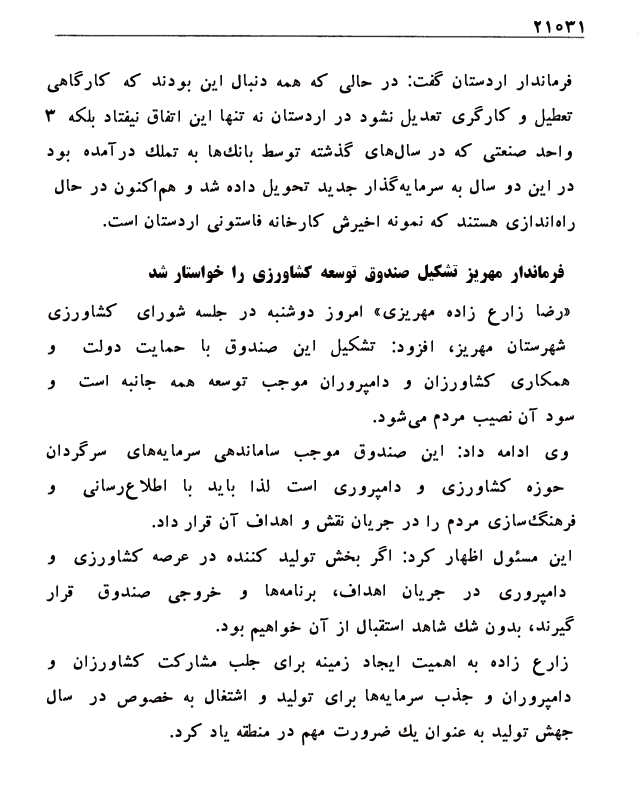 ۲۱۰۳۱
فرماندار اردستان گفت: در حالی که همه دنبال این بودند که کارگاهی
تعطیل و کارگری تعدیل نشود در اردستان نه تنها این اتفاق نیفتاد بلکه ۳
واحد صنعتی که در سال‌های گذشته توسط بانك‌ها به تملك درآمده بود
در این دو سال به سرمایه‌گذار جدید تحویل داده شد و هم‌اکنون در حال
راه‌اندازی هستند که نمونه اخیرش کارخانه فاستونی اردستان است.
فرماندار مهریز تشکیل صندوق توسعه کشاورزی را خواستار شد
«رضا زارع زاده مهریزی» امروز دوشنبه در جلسه شورای کشاورزی
شهرستان مهریز، افزود: تشکیل این صندوق با حمایت دولت و
همکاری کشاورزان و دامپروران موجب توسعه همه جانبه است و
سود آن نصیب مردم می‌شود.
وی ادامه داد: این صندوق موجب ساماندهی سرمایه‌های سرگردان
حوزه کشاورزی و دامپروری است لذا باید با اطلاع‌رسانی و
فرهنگ‌سازی مردم را در جریان نقش و اهداف آن قرار داد.
این مسئول اظهار کرد: اگر بخش تولید کننده در عرصه کشاورزی و
دامپروری در جریان اهداف، برنامه‌ها و خروجی صندوق قرار
گیرند، بدون شك شاهد استقبال از آن خواهیم بود.
زارع زاده به اهمیت ایجاد زمینه برای جلب مشارکت کشاورزان و
دامپروران و جذب سرمایه‌ها برای تولید و اشتغال به خصوص در سال
جهش تولید به عنوان یك ضرورت مهم در منطقه یاد کرد.